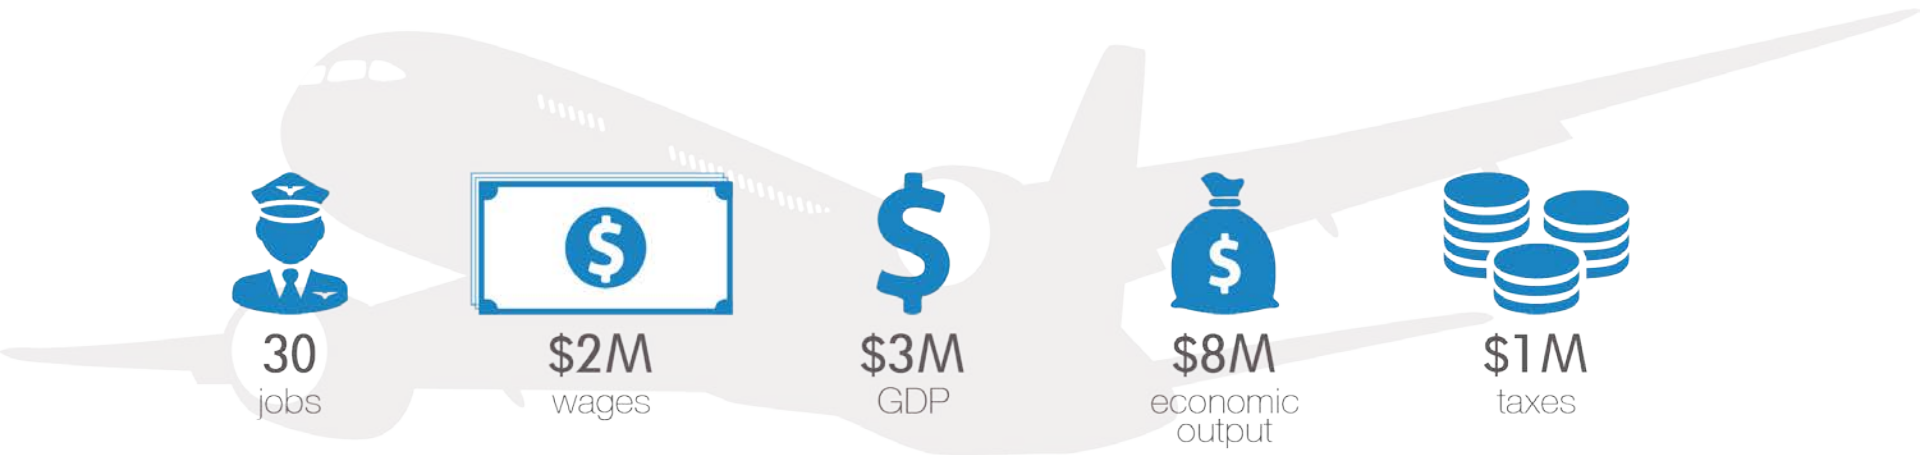 30
jobs
$2M
wages
$3M
GDP
$8M
economic
output
$1M
taxes